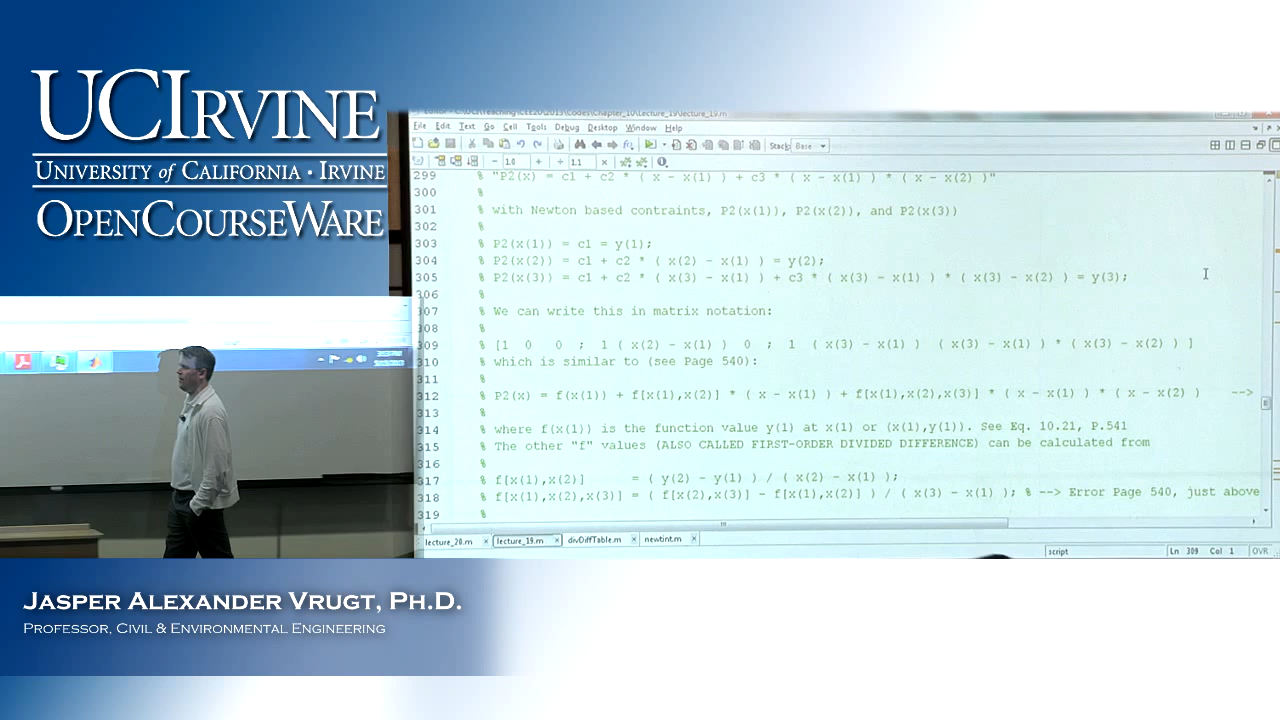 UCIRVINE
UNIVERSITY of CALIFORNIA · IRVINE
OPENCOURSEWARE
File Edit Text Go Cell Tools Debug Desktop Window Help
Stack: Base
1.0 + ÷ 1.1 ×
299 % "P2(x) = c1 + c2 * ( x - x(1) ) + c3 * ( x - x(1) ) * ( x - x(2) )"
300 %
301 % with Newton based contraints, P2(x(1)), P2(x(2)), and P2(x(3))
302 %
303 % P2(x(1)) = c1 = y(1);
304 % P2(x(2)) = c1 + c2 * ( x(2) - x(1) ) = y(2);
305 % P2(x(3)) = c1 + c2 * ( x(3) - x(1) ) + c3 * ( x(3) - x(1) ) * ( x(3) - x(2) ) = y(3);
306 %
307 % We can write this in matrix notation:
308 %
309 % [1 0 0 ; 1 ( x(2) - x(1) ) 0 ; 1 ( x(3) - x(1) ) ( x(3) - x(1) ) * ( x(3) - x(2) ) ]
310 % which is similar to (see Page 540):
311 %
312 % P2(x) = f(x(1)) + f[x(1),x(2)] * ( x - x(1) ) + f[x(1),x(2),x(3)] * ( x - x(1) ) * ( x - x(2) ) -->
313 %
314 % where f(x(1)) is the function value y(1) at x(1) or (x(1),y(1)). See Eq. 10.21, P.541
315 % The other "f" values (ALSO CALLED FIRST-ORDER DIVIDED DIFFERENCE) can be calculated from
316 %
317 % f[x(1),x(2)] = ( y(2) - y(1) ) / ( x(2) - x(1) );
318 % f[x(1),x(2),x(3)] = ( f[x(2),x(3)] - f[x(1),x(2)] ) / ( x(3) - x(1) ); % --> Error Page 540, just above
319 %
lecture_20.m × lecture_19.m × divDiffTable.m × newtint.m ×
script Ln 309 Col 1 OVR
JASPER ALEXANDER VRUGT, PH.D.
PROFESSOR, CIVIL & ENVIRONMENTAL ENGINEERING